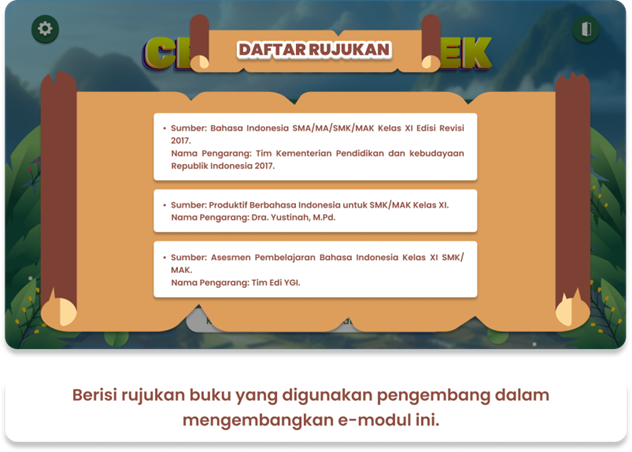 DAFTAR RUJUKAN
• Sumber: Bahasa Indonesia SMA/MA/SMK/MAK Kelas XI Edisi Revisi
2017.
Nama Pengarang: Tim Kementerian Pendidikan dan kebudayaan
Republik Indonesia 2017.
• Sumber: Produktif Berbahasa Indonesia untuk SMK/MAK Kelas XI.
Nama Pengarang: Dra. Yustinah, M.Pd.
• Sumber: Asesmen Pembelajaran Bahasa Indonesia Kelas XI SMK/
MAK.
Nama Pengarang: Tim Edi YGI.
Berisi rujukan buku yang digunakan pengembang dalam
mengembangkan e-modul ini.